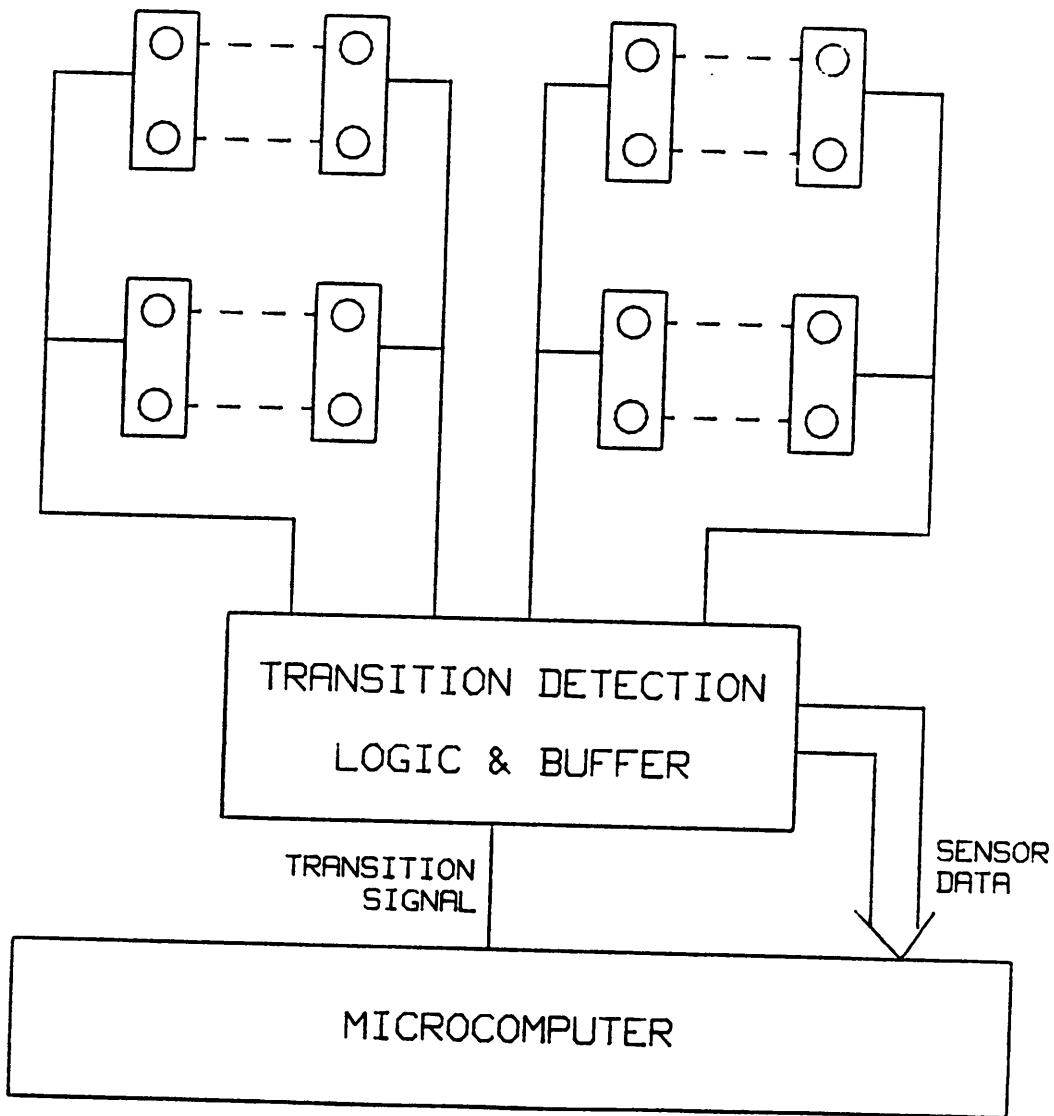 TRANSITION DETECTION
LOGIC & BUFFER
TRANSITION
SIGNAL
SENSOR
DATA
MICROCOMPUTER